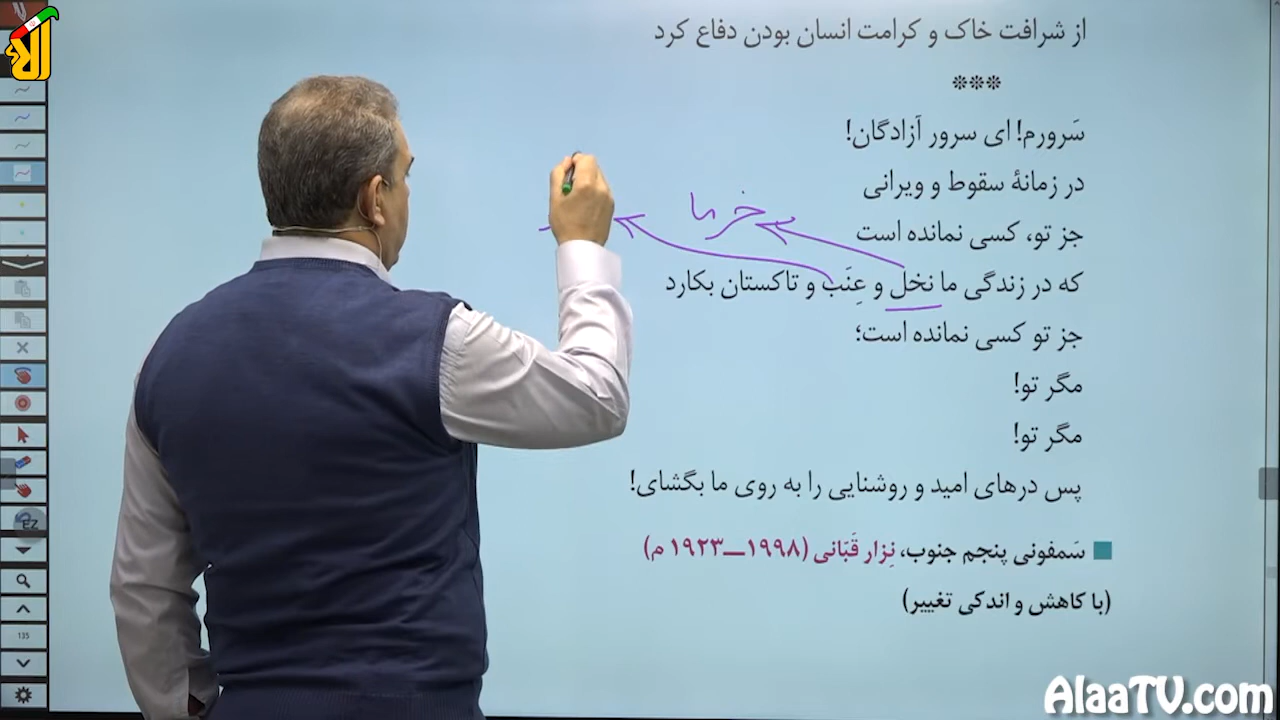 از شرافت خاک و کرامت انسان بودن دفاع کرد
***
سَرورم! ای سرور آزادگان!
در زمانهٔ سقوط و ویرانی
جز تو، کسی نمانده است
خرما
که در زندگی ما نخل و عِنَب و تاکستان بکارد
جز تو کسی نمانده است؛
مگر تو!
مگر تو!
پس درهای امید و روشنایی را به روی ما بگشای!
سَمفونی پنجم جنوب، نِزار قَبّانی (۱۹۹۸ــ۱۹۲۳ م)
(با کاهش و اندکی تغییر)
EZ
135
AlaaTV.com